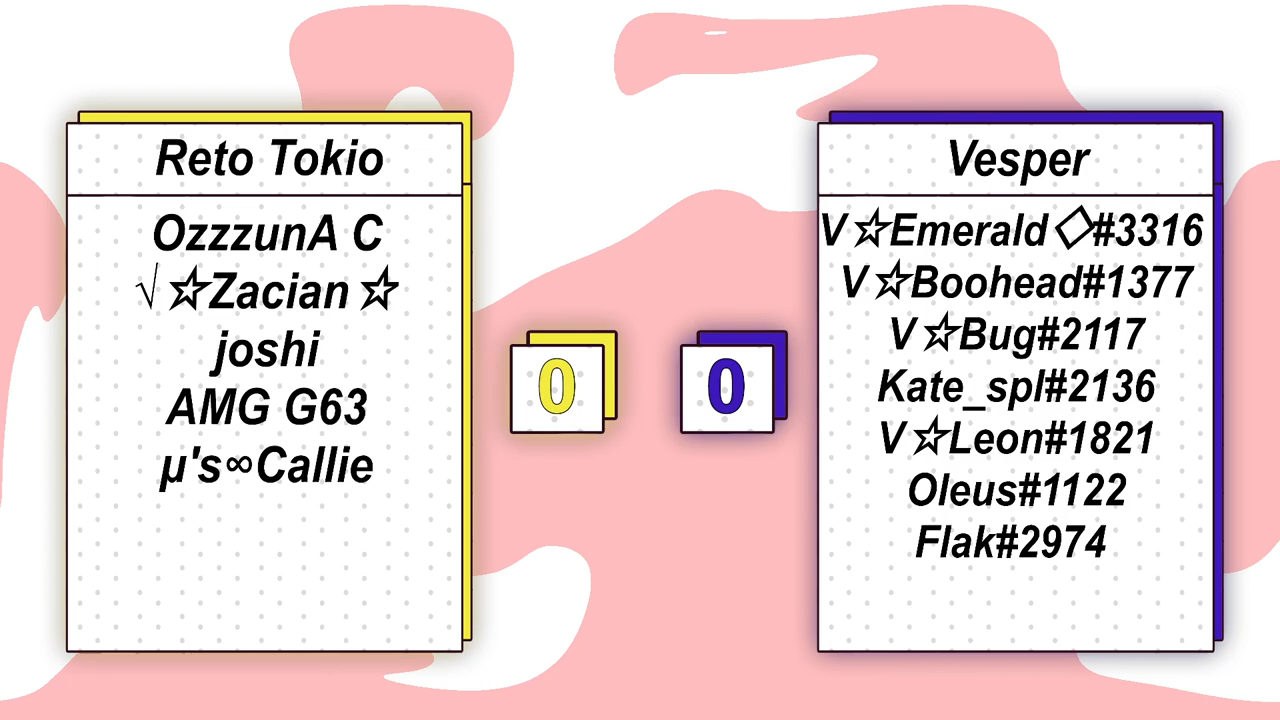 Reto Tokio
OzzzunA C
√☆Zacian☆
joshi
AMG G63
µ's∞Callie
0
0
Vesper
V☆Emerald◇#3316
V☆Boohead#1377
V☆Bug#2117
Kate_spl#2136
V☆Leon#1821
Oleus#1122
Flak#2974